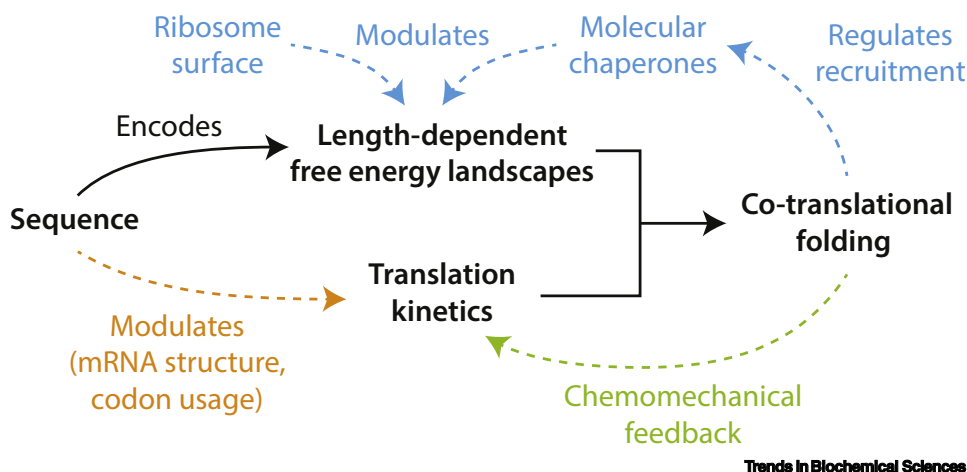 Ribosome
surface
Modulates
Molecular
chaperones
Regulates
recruitment
Encodes
Length-dependent
free energy landscapes
Sequence
Co-translational
folding
Translation
kinetics
Modulates
(mRNA structure,
codon usage)
Chemomechanical
feedback
Trends in Biochemical Sciences